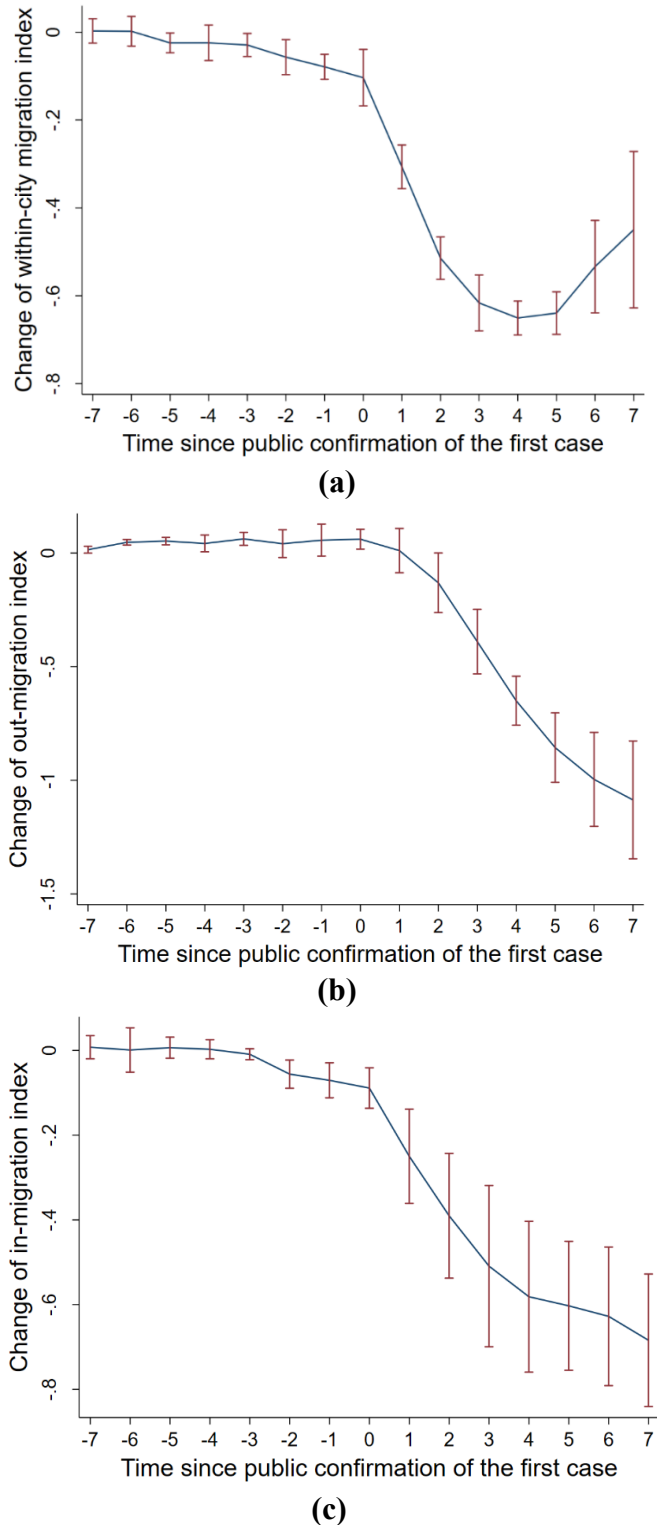 Change of within-city migration index
0
-.2
-.4
-.6
-.8
-7 -6 -5 -4 -3 -2 -1 0 1 2 3 4 5 6 7
Time since public confirmation of the first case
(a)
Change of out-migration index
0
-.5
-1
-1.5
-7 -6 -5 -4 -3 -2 -1 0 1 2 3 4 5 6 7
Time since public confirmation of the first case
(b)
Change of in-migration index
0
-.2
-.4
-.6
-.8
-7 -6 -5 -4 -3 -2 -1 0 1 2 3 4 5 6 7
Time since public confirmation of the first case
(c)